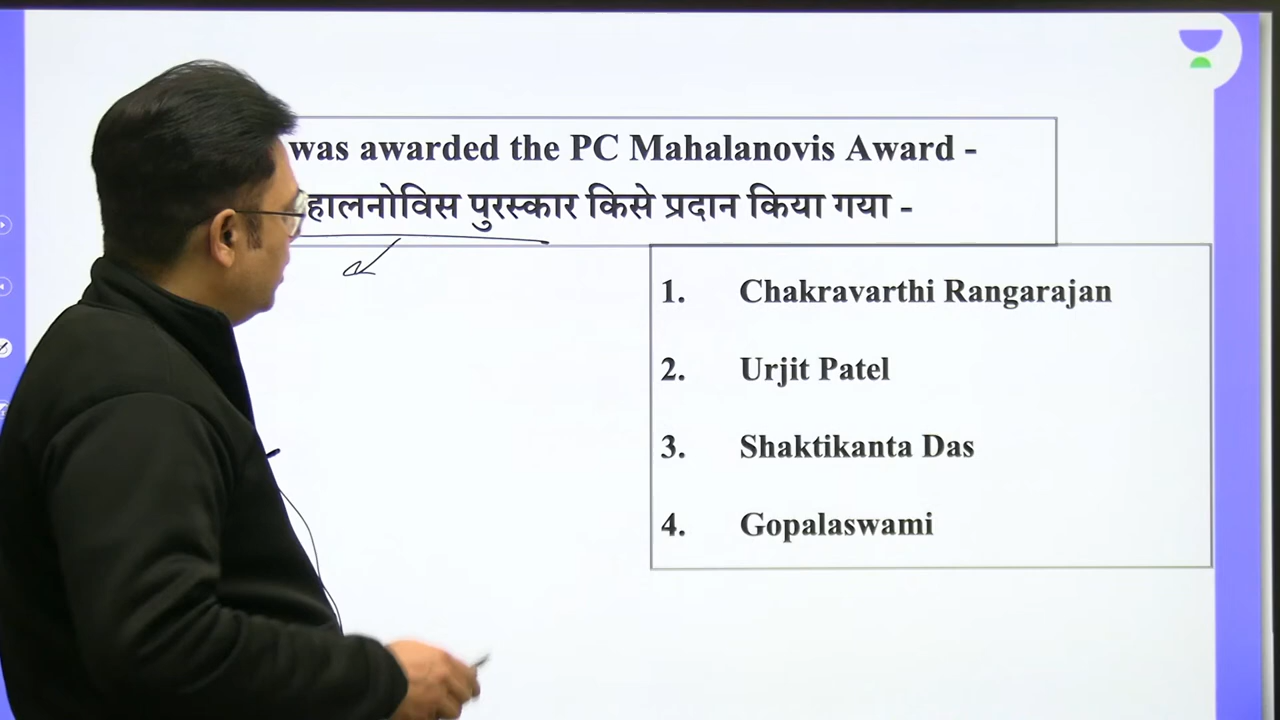 was awarded the PC Mahalanovis Award -
हालनोविस पुरस्कार किसे प्रदान किया गया -
1. Chakravarthi Rangarajan
2. Urjit Patel
3. Shaktikanta Das
4. Gopalaswami